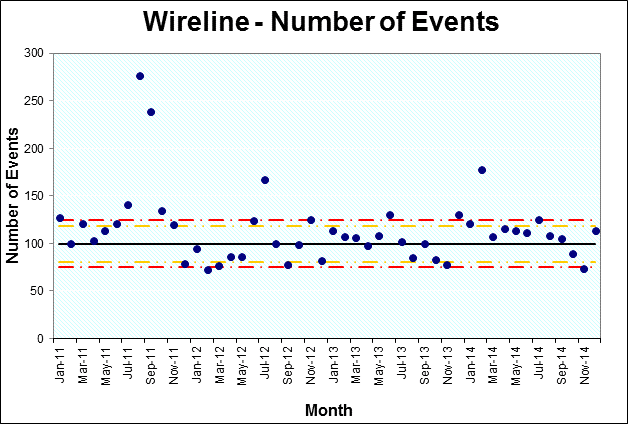 Wireline - Number of Events
300
250
200
150
100
50
0
Number of Events
Jan-11
Mar-11
May-11
Jul-11
Sep-11
Nov-11
Jan-12
Mar-12
May-12
Jul-12
Sep-12
Nov-12
Jan-13
Mar-13
May-13
Jul-13
Sep-13
Nov-13
Jan-14
Mar-14
May-14
Jul-14
Sep-14
Nov-14
Month